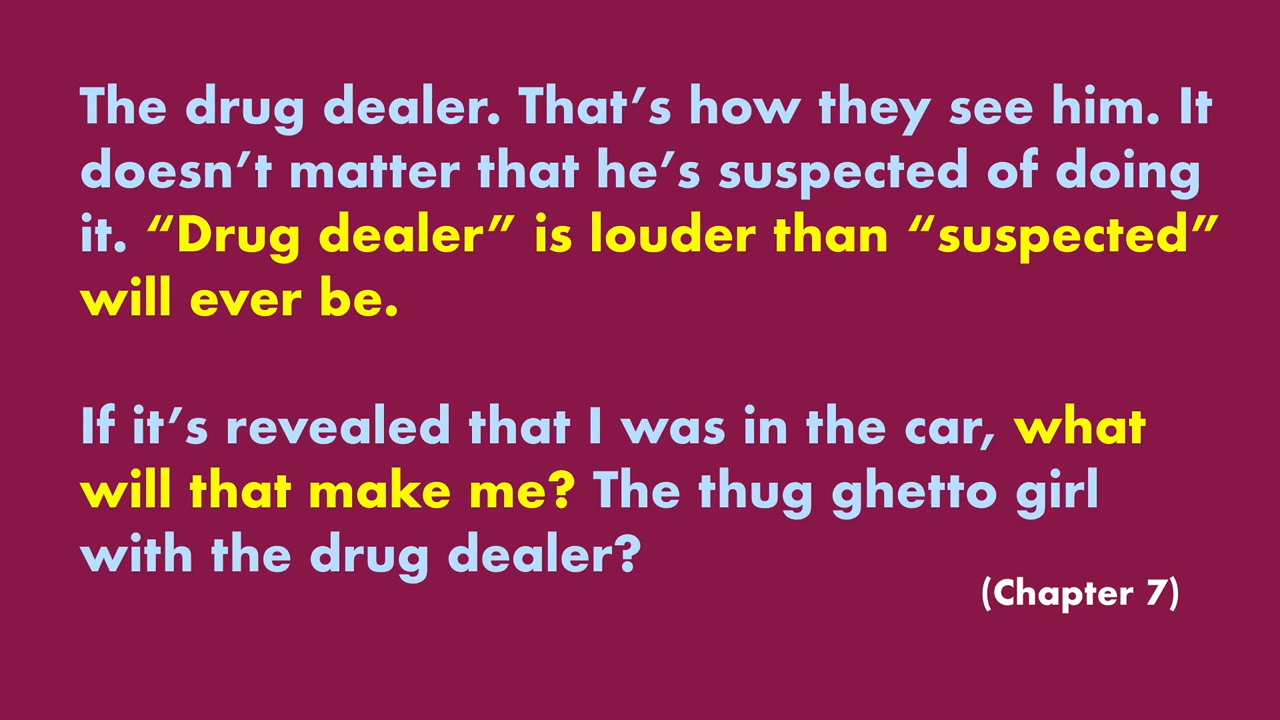 The drug dealer. That’s how they see him. It
doesn’t matter that he’s suspected of doing
it. “Drug dealer” is louder than “suspected”
will ever be.
If it’s revealed that I was in the car, what
will that make me? The thug ghetto girl
with the drug dealer?
(Chapter 7)